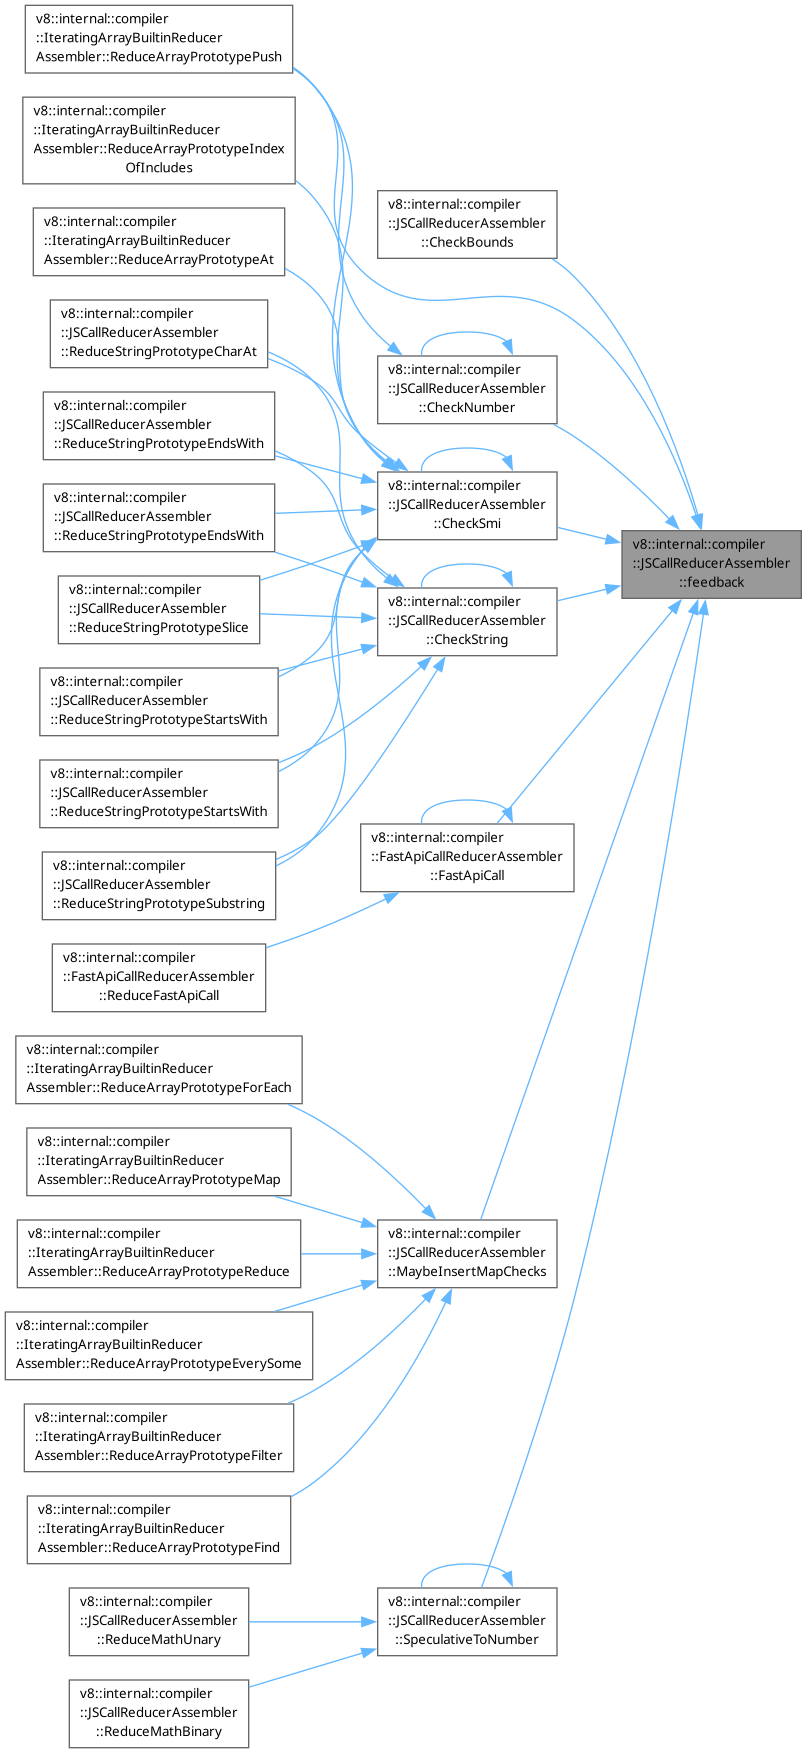 v8::internal::compiler
::IteratingArrayBuiltinReducer
Assembler::ReduceArrayPrototypePush
v8::internal::compiler
::IteratingArrayBuiltinReducer
Assembler::ReduceArrayPrototypeIndex
OfIncludes
v8::internal::compiler
::IteratingArrayBuiltinReducer
Assembler::ReduceArrayPrototypeAt
v8::internal::compiler
::JSCallReducerAssembler
::ReduceStringPrototypeCharAt
v8::internal::compiler
::JSCallReducerAssembler
::ReduceStringPrototypeEndsWith
v8::internal::compiler
::JSCallReducerAssembler
::ReduceStringPrototypeEndsWith
v8::internal::compiler
::JSCallReducerAssembler
::ReduceStringPrototypeSlice
v8::internal::compiler
::JSCallReducerAssembler
::ReduceStringPrototypeStartsWith
v8::internal::compiler
::JSCallReducerAssembler
::ReduceStringPrototypeStartsWith
v8::internal::compiler
::JSCallReducerAssembler
::ReduceStringPrototypeSubstring
v8::internal::compiler
::FastApiCallReducerAssembler
::ReduceFastApiCall
v8::internal::compiler
::IteratingArrayBuiltinReducer
Assembler::ReduceArrayPrototypeForEach
v8::internal::compiler
::IteratingArrayBuiltinReducer
Assembler::ReduceArrayPrototypeMap
v8::internal::compiler
::IteratingArrayBuiltinReducer
Assembler::ReduceArrayPrototypeReduce
v8::internal::compiler
::IteratingArrayBuiltinReducer
Assembler::ReduceArrayPrototypeEverySome
v8::internal::compiler
::IteratingArrayBuiltinReducer
Assembler::ReduceArrayPrototypeFilter
v8::internal::compiler
::IteratingArrayBuiltinReducer
Assembler::ReduceArrayPrototypeFind
v8::internal::compiler
::JSCallReducerAssembler
::ReduceMathUnary
v8::internal::compiler
::JSCallReducerAssembler
::ReduceMathBinary
v8::internal::compiler
::JSCallReducerAssembler
::CheckBounds
v8::internal::compiler
::JSCallReducerAssembler
::CheckNumber
v8::internal::compiler
::JSCallReducerAssembler
::CheckSmi
v8::internal::compiler
::JSCallReducerAssembler
::CheckString
v8::internal::compiler
::FastApiCallReducerAssembler
::FastApiCall
v8::internal::compiler
::JSCallReducerAssembler
::MaybeInsertMapChecks
v8::internal::compiler
::JSCallReducerAssembler
::SpeculativeToNumber
v8::internal::compiler
::JSCallReducerAssembler
::feedback